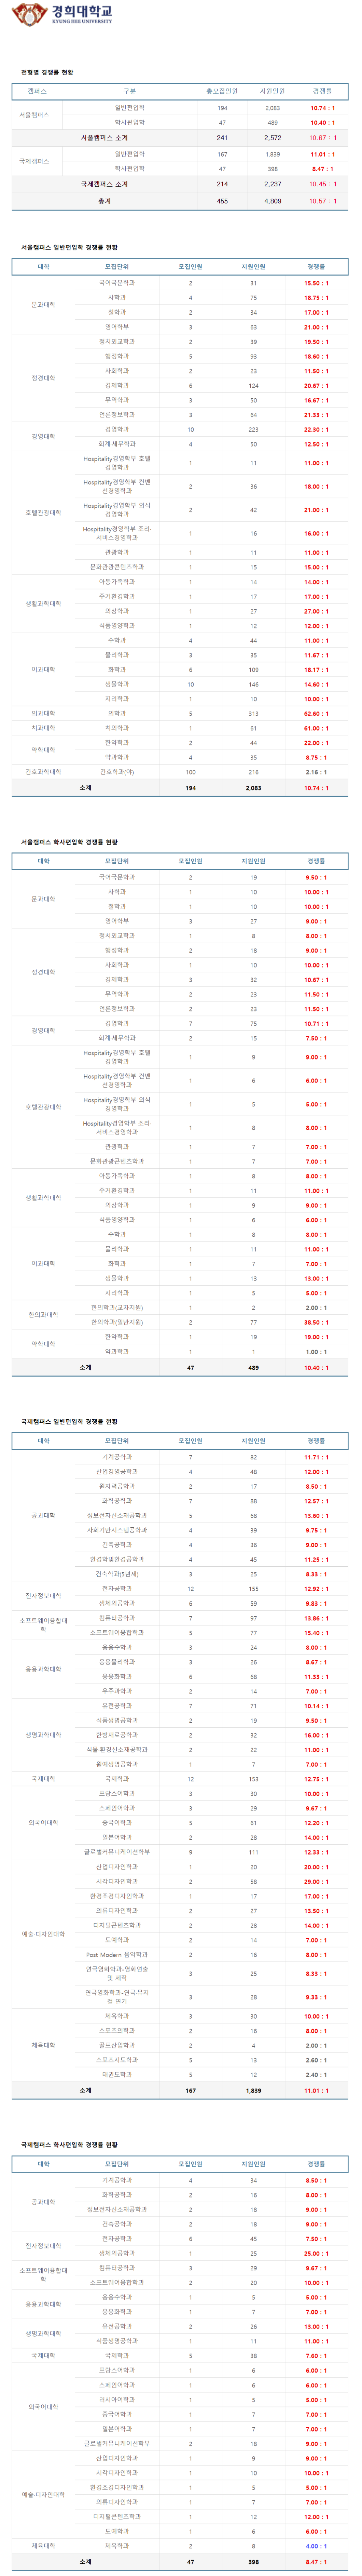 경희대학교
KYUNG HEE UNIVERSITY
전형별 경쟁률 현황
캠퍼스 구분 총모집인원 지원인원 경쟁률
서울캠퍼스 일반편입학 194 2,083 10.74 : 1
학사편입학 47 489 10.40 : 1
서울캠퍼스 소계 241 2,572 10.67 : 1
국제캠퍼스 일반편입학 167 1,839 11.01 : 1
학사편입학 47 398 8.47 : 1
국제캠퍼스 소계 214 2,237 10.45 : 1
총계 455 4,809 10.57 : 1
서울캠퍼스 일반편입학 경쟁률 현황
대학 모집단위 모집인원 지원인원 경쟁률
문과대학 국어국문학과 2 31 15.50 : 1
사학과 4 75 18.75 : 1
철학과 2 34 17.00 : 1
영어학부 3 63 21.00 : 1
정경대학 정치외교학과 2 39 19.50 : 1
행정학과 5 93 18.60 : 1
사회학과 2 23 11.50 : 1
경제학과 6 124 20.67 : 1
무역학과 3 50 16.67 : 1
언론정보학과 3 64 21.33 : 1
경영대학 경영학과 10 223 22.30 : 1
회계·세무학과 4 50 12.50 : 1
호텔관광대학 Hospitality경영학부·호텔
경영학과 1 11 11.00 : 1
Hospitality경영학부·컨벤
션경영학과 2 36 18.00 : 1
Hospitality경영학부·외식
경영학과 2 42 21.00 : 1
Hospitality경영학부·조리·
서비스경영학과 1 16 16.00 : 1
관광학과 1 11 11.00 : 1
문화관광콘텐츠학과 1 15 15.00 : 1
생활과학대학 아동가족학과 1 14 14.00 : 1
주거환경학과 1 17 17.00 : 1
의상학과 1 27 27.00 : 1
식품영양학과 1 12 12.00 : 1
이과대학 수학과 4 44 11.00 : 1
물리학과 3 35 11.67 : 1
화학과 6 109 18.17 : 1
생물학과 10 146 14.60 : 1
지리학과 1 10 10.00 : 1
의과대학 의학과 5 313 62.60 : 1
치과대학 치의학과 1 61 61.00 : 1
약학대학 한약학과 2 44 22.00 : 1
약과학과 4 35 8.75 : 1
간호과학대학 간호학과(야) 100 216 2.16 : 1
소계 194 2,083 10.74 : 1
서울캠퍼스 학사편입학 경쟁률 현황
대학 모집단위 모집인원 지원인원 경쟁률
문과대학 국어국문학과 2 19 9.50 : 1
사학과 1 10 10.00 : 1
철학과 1 10 10.00 : 1
영어학부 3 27 9.00 : 1
정경대학 정치외교학과 1 8 8.00 : 1
행정학과 2 18 9.00 : 1
사회학과 1 10 10.00 : 1
경제학과 3 32 10.67 : 1
무역학과 2 23 11.50 : 1
언론정보학과 2 23 11.50 : 1
경영대학 경영학과 7 75 10.71 : 1
회계·세무학과 2 15 7.50 : 1
호텔관광대학 Hospitality경영학부·호텔
경영학과 1 9 9.00 : 1
Hospitality경영학부·컨벤
션경영학과 1 6 6.00 : 1
Hospitality경영학부·외식
경영학과 1 5 5.00 : 1
Hospitality경영학부·조리·
서비스경영학과 1 8 8.00 : 1
관광학과 1 7 7.00 : 1
문화관광콘텐츠학과 1 7 7.00 : 1
생활과학대학 아동가족학과 1 8 8.00 : 1
주거환경학과 1 11 11.00 : 1
의상학과 1 9 9.00 : 1
식품영양학과 1 6 6.00 : 1
이과대학 수학과 1 8 8.00 : 1
물리학과 1 11 11.00 : 1
화학과 1 7 7.00 : 1
생물학과 1 13 13.00 : 1
지리학과 1 5 5.00 : 1
한의과대학 한의학과(교차지원) 1 2 2.00 : 1
한의학과(일반지원) 2 77 38.50 : 1
약학대학 한약학과 1 19 19.00 : 1
약과학과 1 1 1.00 : 1
소계 47 489 10.40 : 1
국제캠퍼스 일반편입학 경쟁률 현황
대학 모집단위 모집인원 지원인원 경쟁률
공과대학 기계공학과 7 82 11.71 : 1
산업경영공학과 4 48 12.00 : 1
원자력공학과 2 17 8.50 : 1
화학공학과 7 88 12.57 : 1
정보전자신소재공학과 5 68 13.60 : 1
사회기반시스템공학과 4 39 9.75 : 1
건축공학과 4 36 9.00 : 1
환경학및환경공학과 4 45 11.25 : 1
건축학과(5년제) 3 25 8.33 : 1
전자정보대학 전자공학과 12 155 12.92 : 1
생체의공학과 6 59 9.83 : 1
소프트웨어융합대
학 컴퓨터공학과 7 97 13.86 : 1
소프트웨어융합학과 5 77 15.40 : 1
응용과학대학 응용수학과 3 24 8.00 : 1
응용물리학과 3 26 8.67 : 1
응용화학과 6 68 11.33 : 1
우주과학과 2 14 7.00 : 1
생명과학대학 유전공학과 7 71 10.14 : 1
식품생명공학과 2 19 9.50 : 1
한방재료공학과 2 32 16.00 : 1
식물·환경신소재공학과 2 22 11.00 : 1
원예생명공학과 1 7 7.00 : 1
국제대학 국제학과 12 153 12.75 : 1
외국어대학 프랑스어학과 3 30 10.00 : 1
스페인어학과 3 29 9.67 : 1
중국어학과 5 61 12.20 : 1
일본어학과 2 28 14.00 : 1
글로벌커뮤니케이션학부 9 111 12.33 : 1
예술·디자인대학 산업디자인학과 1 20 20.00 : 1
시각디자인학과 2 58 29.00 : 1
환경조경디자인학과 1 17 17.00 : 1
의류디자인학과 2 27 13.50 : 1
디지털콘텐츠학과 2 28 14.00 : 1
도예학과 2 14 7.00 : 1
Post Modern 음악학과 2 16 8.00 : 1
연극영화학과-영화연출
및 제작 3 25 8.33 : 1
연극영화학과-연극·뮤지
컬 연기 3 28 9.33 : 1
체육대학 체육학과 3 30 10.00 : 1
스포츠의학과 2 16 8.00 : 1
골프산업학과 2 4 2.00 : 1
스포츠지도학과 5 13 2.60 : 1
태권도학과 5 12 2.40 : 1
소계 167 1,839 11.01 : 1
국제캠퍼스 학사편입학 경쟁률 현황
대학 모집단위 모집인원 지원인원 경쟁률
공과대학 기계공학과 4 34 8.50 : 1
화학공학과 2 16 8.00 : 1
정보전자신소재공학과 2 18 9.00 : 1
건축공학과 2 18 9.00 : 1
전자정보대학 전자공학과 6 45 7.50 : 1
생체의공학과 1 25 25.00 : 1
소프트웨어융합대
학 컴퓨터공학과 3 29 9.67 : 1
소프트웨어융합학과 2 20 10.00 : 1
응용과학대학 응용수학과 1 5 5.00 : 1
응용화학과 1 7 7.00 : 1
생명과학대학 유전공학과 2 26 13.00 : 1
식품생명공학과 1 11 11.00 : 1
국제대학 국제학과 5 38 7.60 : 1
외국어대학 프랑스어학과 1 6 6.00 : 1
스페인어학과 1 6 6.00 : 1
러시아어학과 1 5 5.00 : 1
중국어학과 1 7 7.00 : 1
일본어학과 1 7 7.00 : 1
글로벌커뮤니케이션학부 2 18 9.00 : 1
예술·디자인대학 산업디자인학과 1 9 9.00 : 1
시각디자인학과 1 10 10.00 : 1
환경조경디자인학과 1 5 5.00 : 1
의류디자인학과 1 7 7.00 : 1
디지털콘텐츠학과 1 12 12.00 : 1
도예학과 1 6 6.00 : 1
체육대학 체육학과 2 8 4.00 : 1
소계 47 398 8.47 : 1